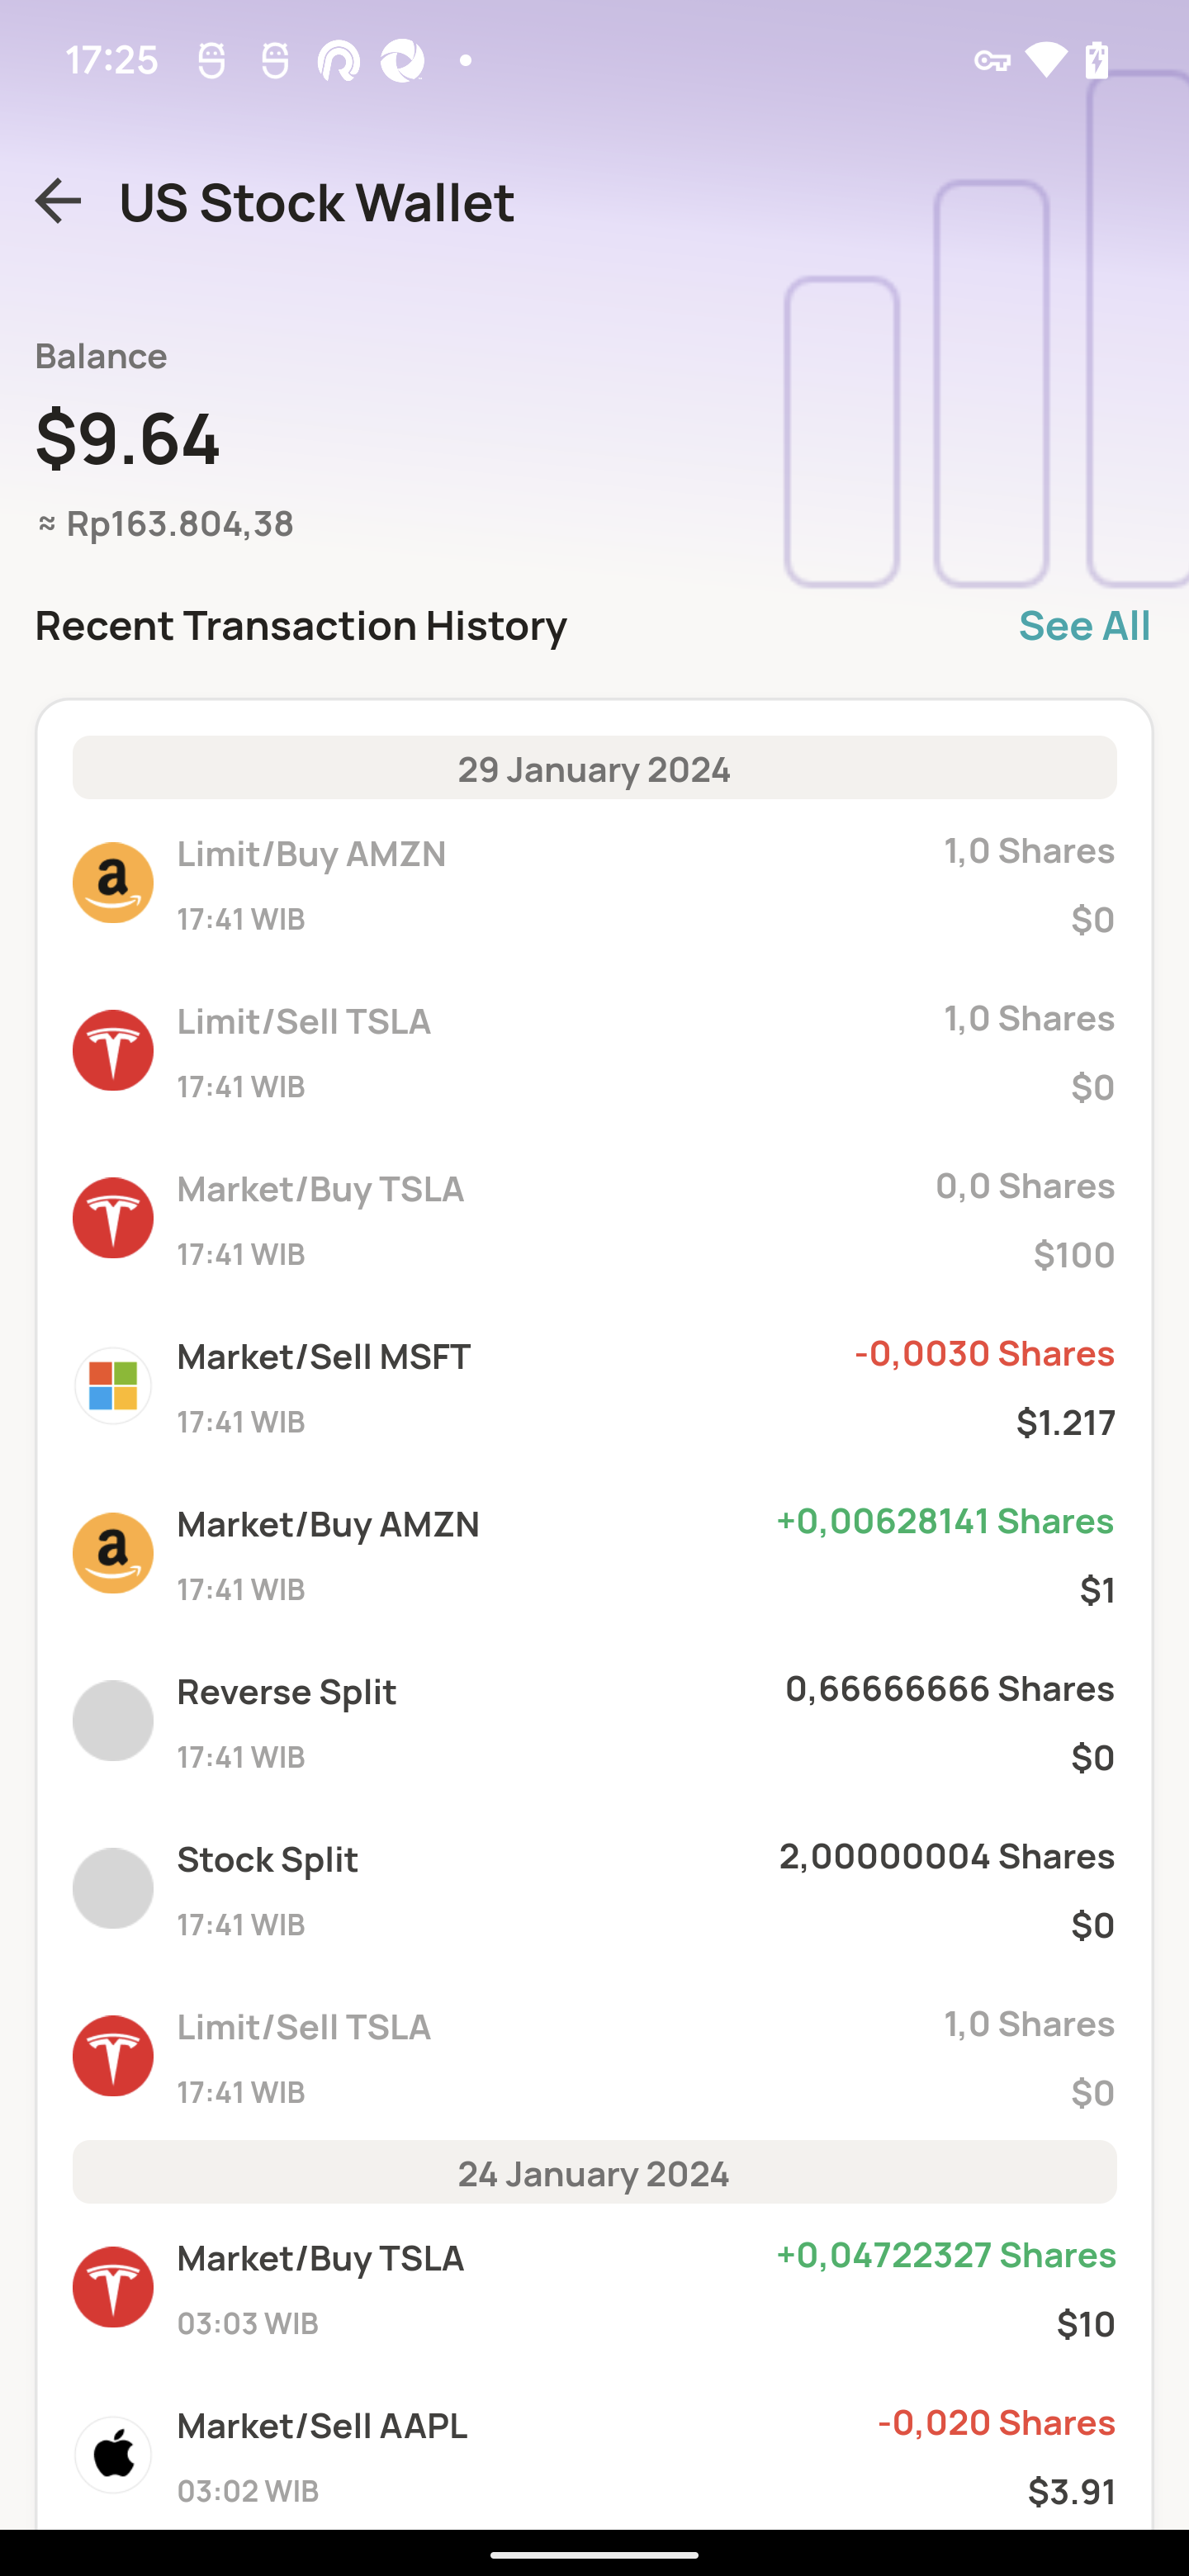 17:25
US Stock Wallet
Balance
$9.64
≈ Rp163.804,38
Recent Transaction History See All
29 January 2024
Limit/Buy AMZN 1,0 Shares
17:41 WIB $0
Limit/Sell TSLA 1,0 Shares
17:41 WIB $0
Market/Buy TSLA 0,0 Shares
17:41 WIB $100
Market/Sell MSFT -0,0030 Shares
17:41 WIB $1.217
Market/Buy AMZN +0,00628141 Shares
17:41 WIB $1
Reverse Split 0,66666666 Shares
17:41 WIB $0
Stock Split 2,00000004 Shares
17:41 WIB $0
Limit/Sell TSLA 1,0 Shares
17:41 WIB $0
24 January 2024
Market/Buy TSLA +0,04722327 Shares
03:03 WIB $10
Market/Sell AAPL -0,020 Shares
03:02 WIB $3.91